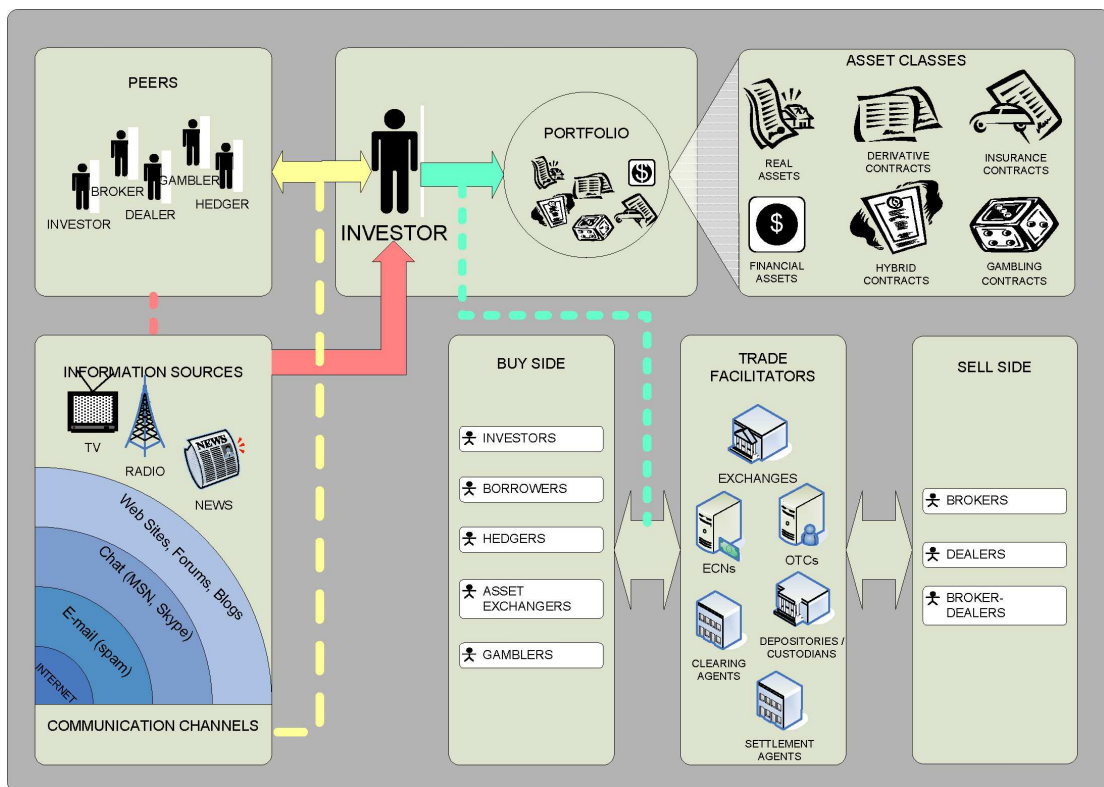 PEERS
INVESTOR
BROKER
DEALER
GAMBLER
HEDGER
INVESTOR
PORTFOLIO
$
ASSET CLASSES
REAL
ASSETS
DERIVATIVE
CONTRACTS
INSURANCE
CONTRACTS
$
FINANCIAL
ASSETS
HYBRID
CONTRACTS
GAMBLING
CONTRACTS
INFORMATION SOURCES
TV
RADIO
NEWS
NEWS
Web Sites, Forums, Blogs
Chat (MSN, Skype)
E-mail (spam)
INTERNET
COMMUNICATION CHANNELS
BUY SIDE
INVESTORS
BORROWERS
HEDGERS
ASSET
EXCHANGERS
GAMBLERS
TRADE
FACILITATORS
EXCHANGES
ECNs
OTCs
CLEARING
AGENTS
DEPOSITORIES /
CUSTODIANS
SETTLEMENT
AGENTS
SELL SIDE
BROKERS
DEALERS
BROKER-
DEALERS